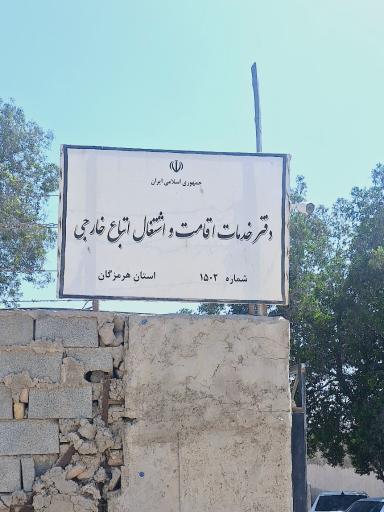 جمهوری اسلامی ایران
دفتر خدمات اقامت و اشتغال اتباع خارجی
شماره ۱۵۰۲ استان هرمزگان